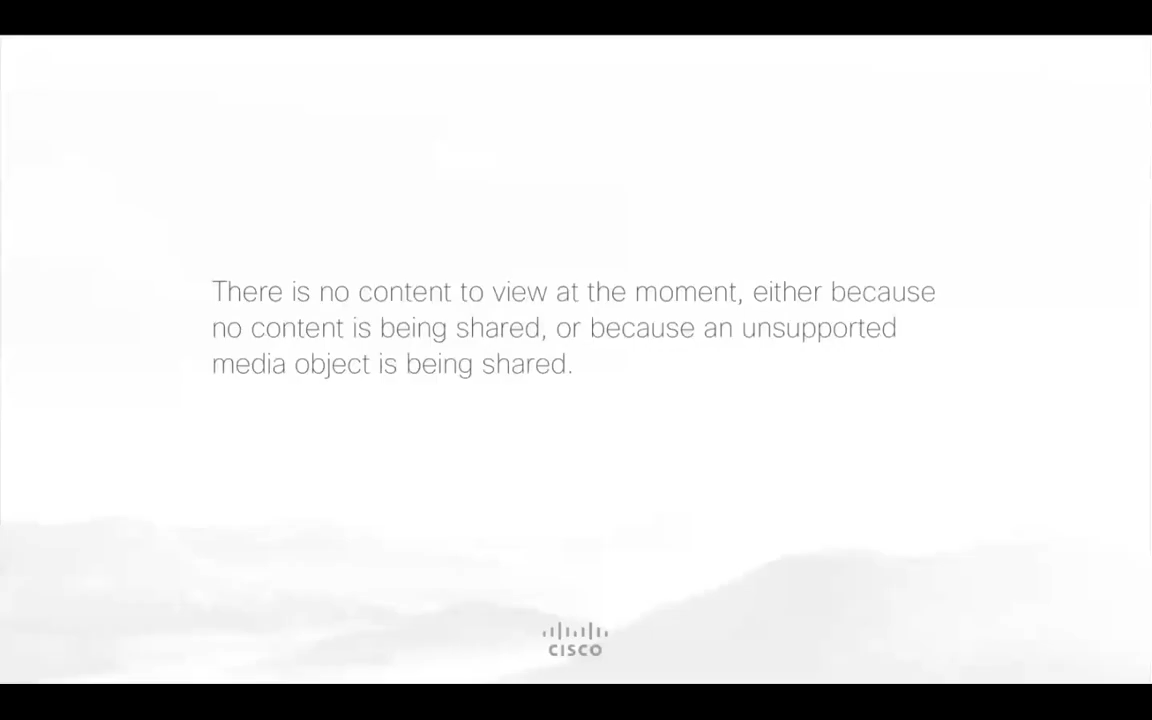 There is no content to view at the moment, either because
no content is being shared, or because an unsupported
media object is being shared.
CISCO